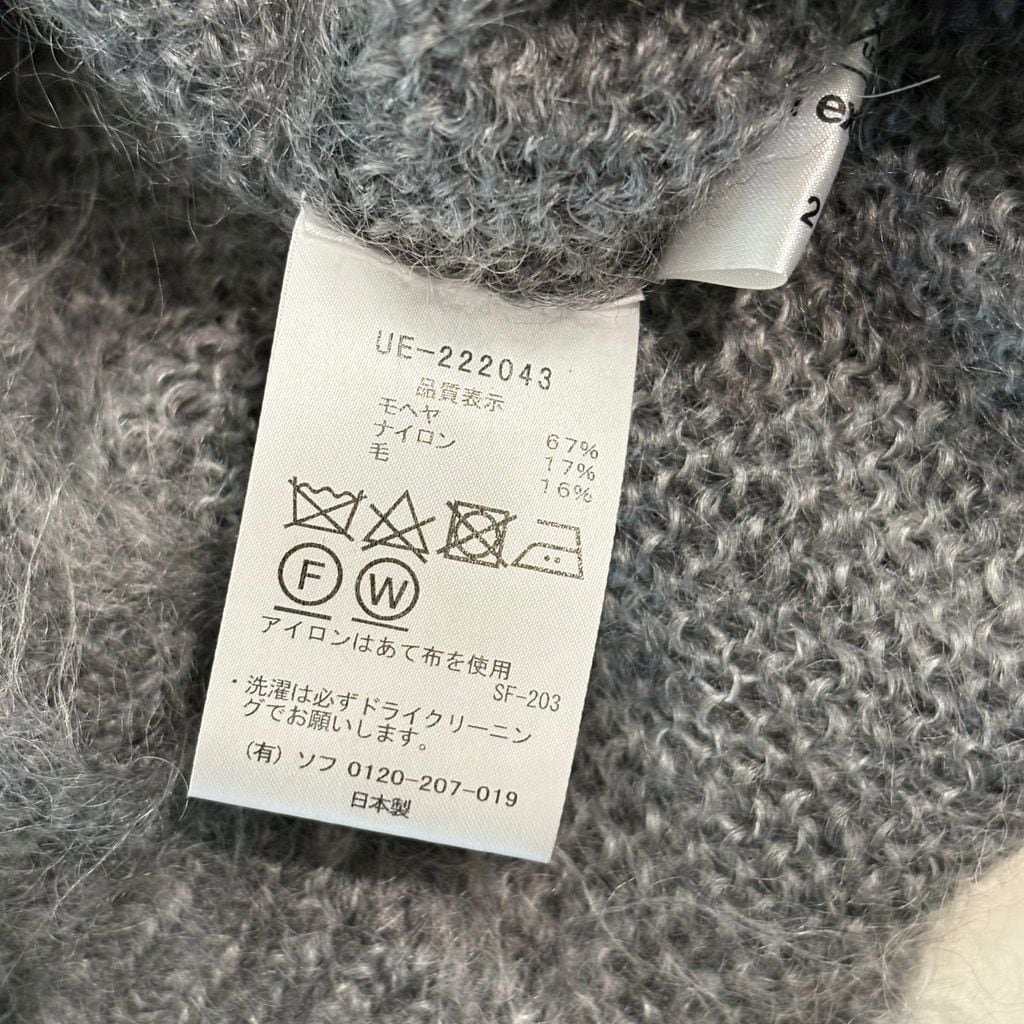 2
UE-222043
品質表示
モヘヤ 67%
ナイロン 17%
毛 16%
F W
アイロンはあて布を使用
SF-203
・洗濯は必ずドライクリーニン
グでお願いします。
(有) ソフ 0120-207-019
日本製